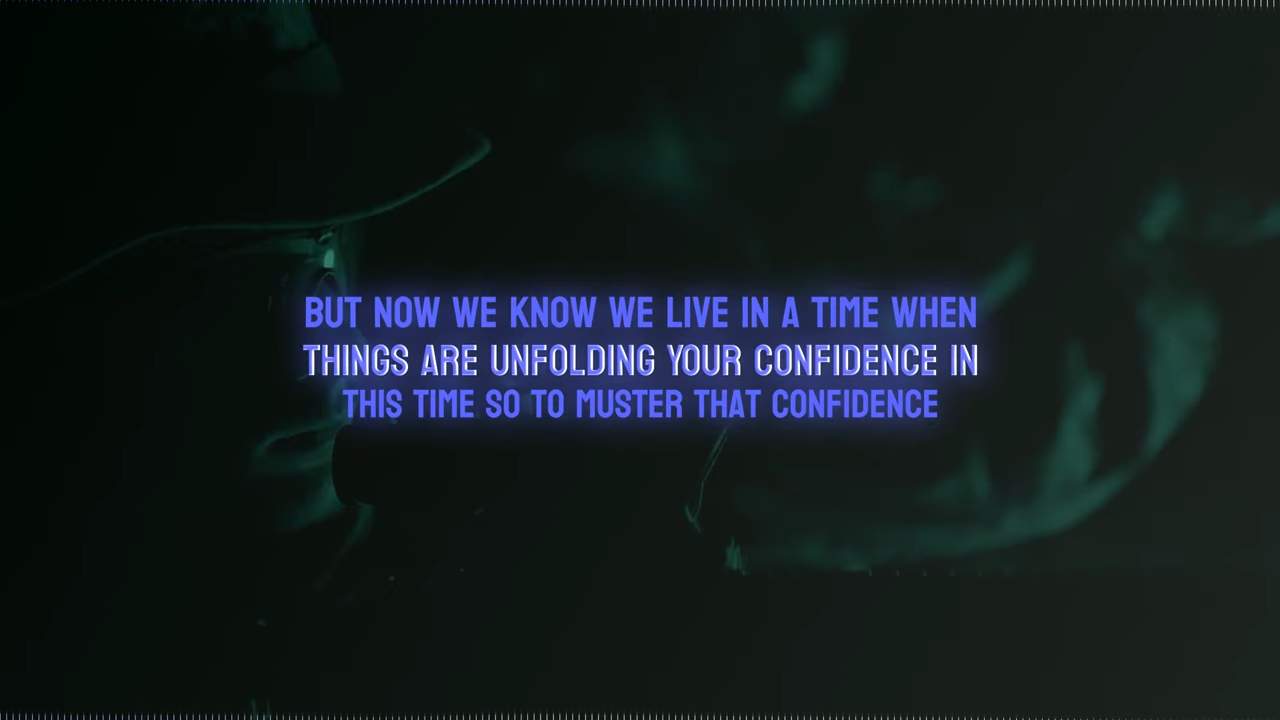 BUT NOW WE KNOW WE LIVE IN A TIME WHEN
THINGS ARE UNFOLDING YOUR CONFIDENCE IN
THIS TIME SO TO MUSTER THAT CONFIDENCE